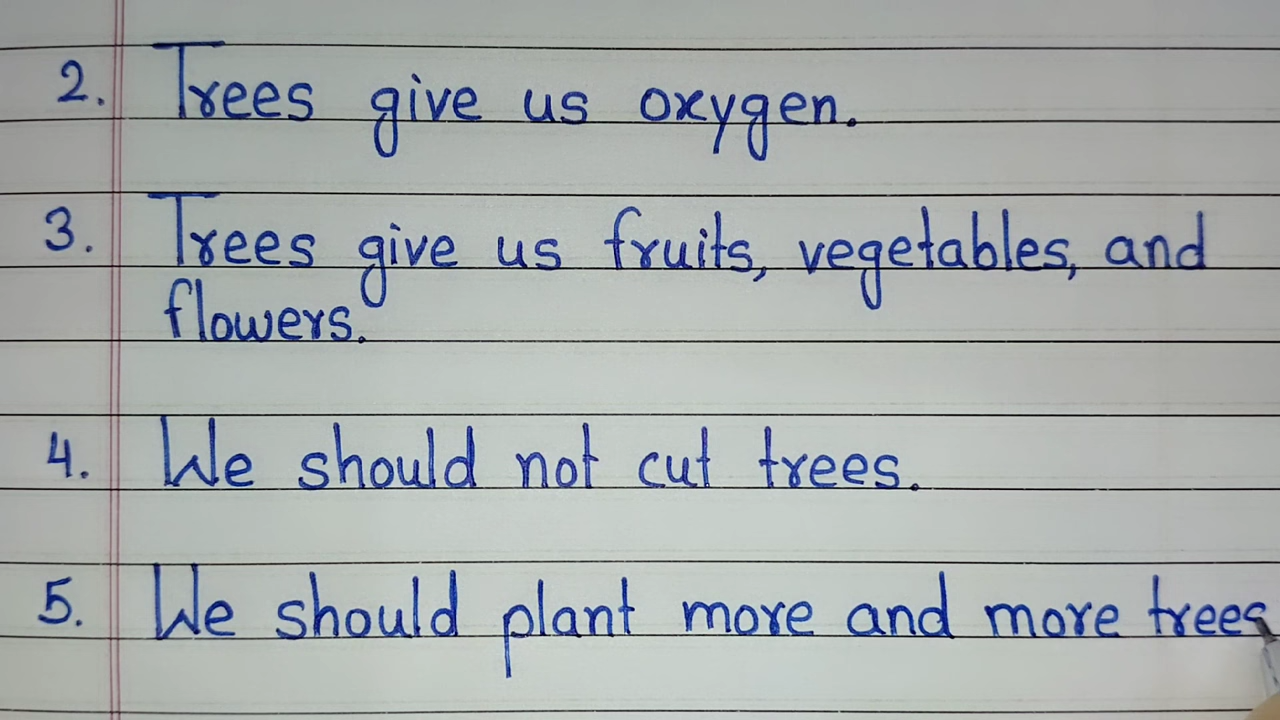 2. Trees give us oxygen.
3. Trees give us fruits, vegetables, and
flowers.
4. We should not cut trees.
5. We should plant more and more trees